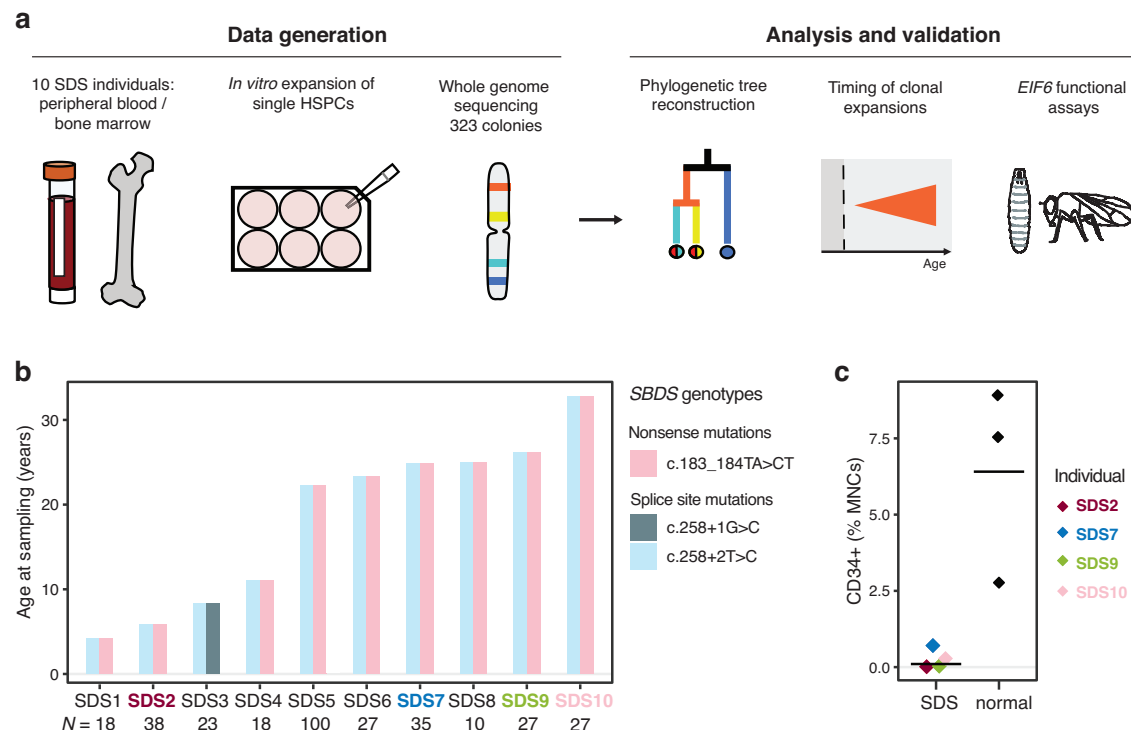 a
Data generation
Analysis and validation
10 SDS individuals:
peripheral blood /
bone marrow
In vitro expansion of
single HSPCs
Whole genome
sequencing
323 colonies
Phylogenetic tree
reconstruction
Timing of clonal
expansions
EIF6 functional
assays
Age
b
Age at sampling (years)
30
20
10
0
SDS1 SDS2 SDS3 SDS4 SDS5 SDS6 SDS7 SDS8 SDS9 SDS10
N = 18 38 23 18 100 27 35 10 27 27
SBDS genotypes
Nonsense mutations
c.183_184TA>CT
Splice site mutations
c.258+1G>C
c.258+2T>C
c
CD34+ (% MNCs)
7.5
5.0
2.5
0.0
SDS normal
Individual
SDS2
SDS7
SDS9
SDS10